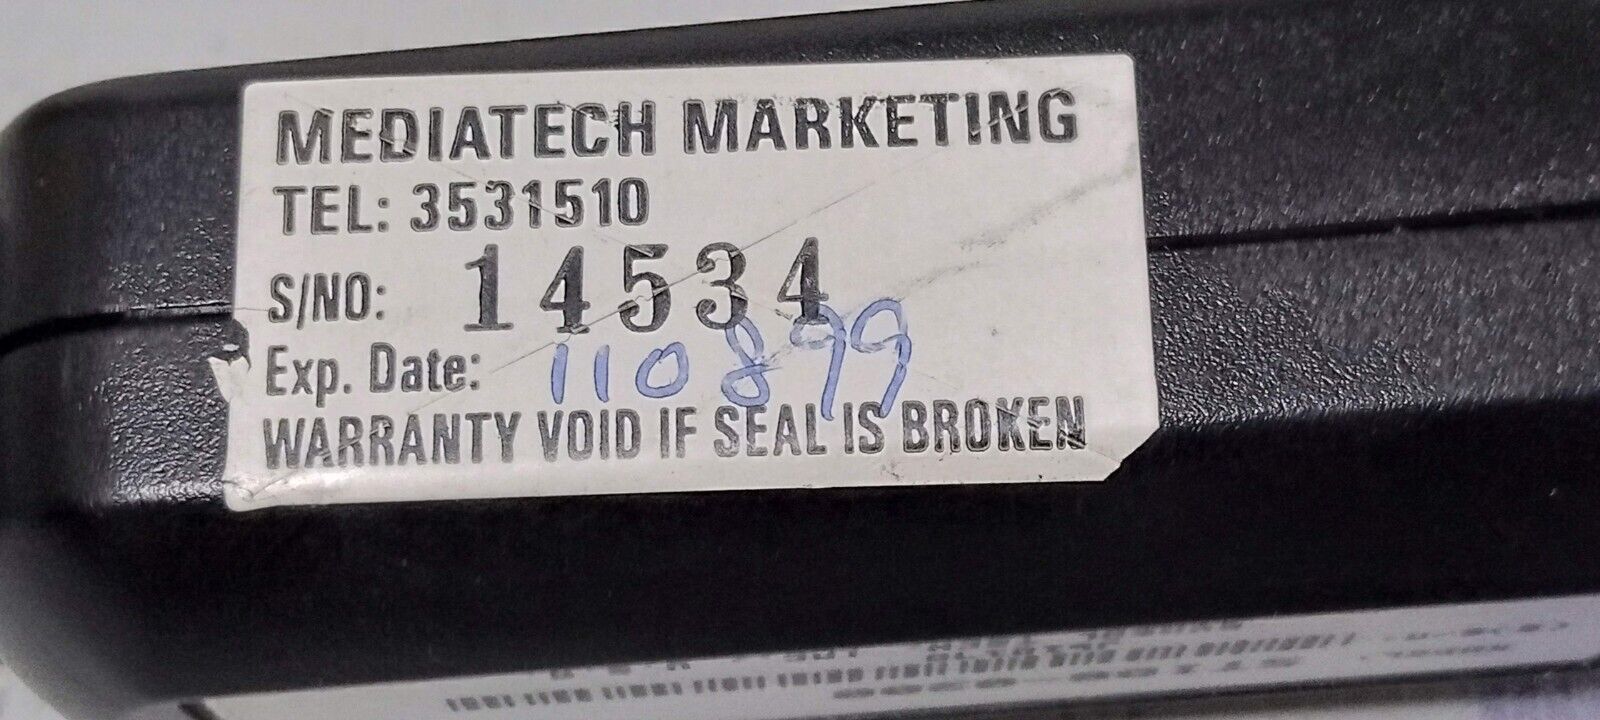 MEDIATECH MARKETING
TEL: 3531510
S/NO: 14534
Exp. Date: 110899
WARRANTY VOID IF SEAL IS BROKEN